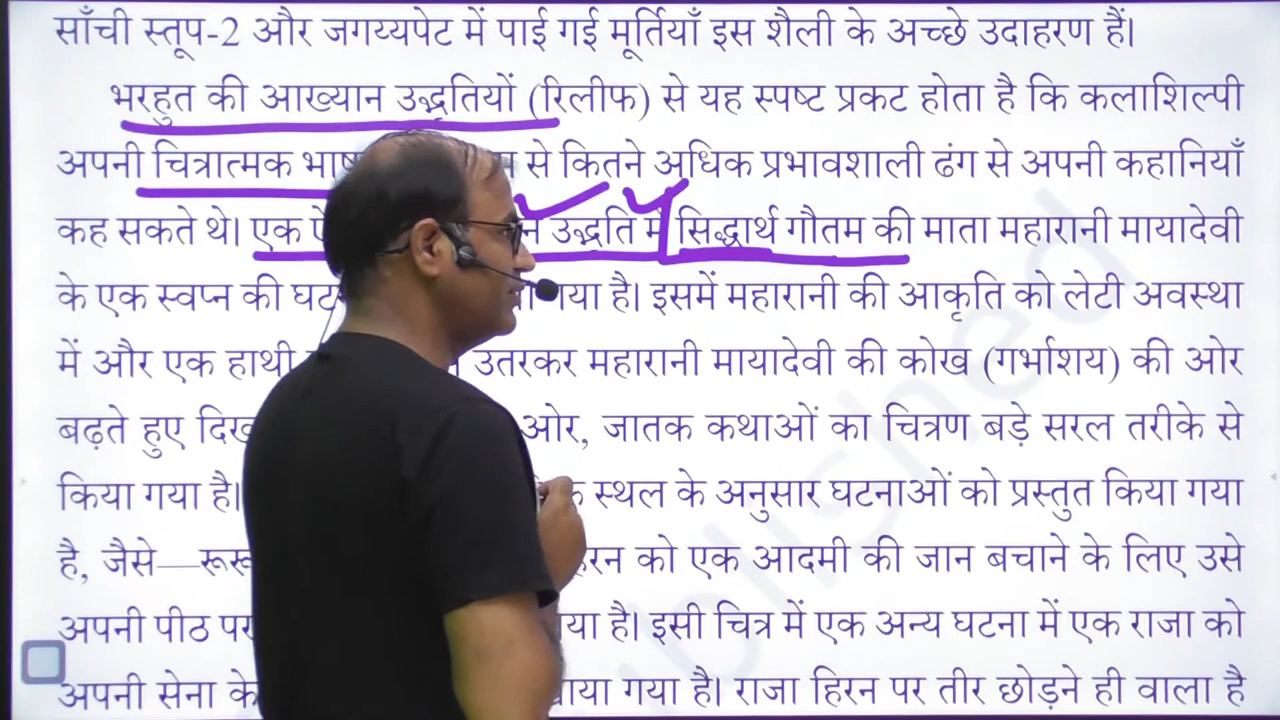 साँची स्तूप-2 और जगय्यपेट में पाई गई मूर्तियाँ इस शैली के अच्छे उदाहरण हैं।
भरहुत की आख्यान उद्भृतियों (रिलीफ) से यह स्पष्ट प्रकट होता है कि कलाशिल्पी
अपनी चित्रात्मक से कितने अधिक प्रभावशाली ढंग से अपनी कहानियाँ
कह सकते थे। एक उद्भृति में सिद्धार्थ गौतम की माता महारानी मायादेवी
के एक स्वप्न की गया है। इसमें महारानी की आकृति को लेटी अवस्था
में और एक हाथी उतरकर महारानी मायादेवी की कोख (गर्भाशय) की ओर
बढ़ते हुए ओर, जातक कथाओं का चित्रण बड़े सरल तरीके से
किया गया है। स्थल के अनुसार घटनाओं को प्रस्तुत किया गया
है, जैसे—रूरू को एक आदमी की जान बचाने के लिए उसे
अपनी पीठ पर है। इसी चित्र में एक अन्य घटना में एक राजा को
अपनी सेना के गया है। राजा हिरन पर तीर छोड़ने ही वाला है